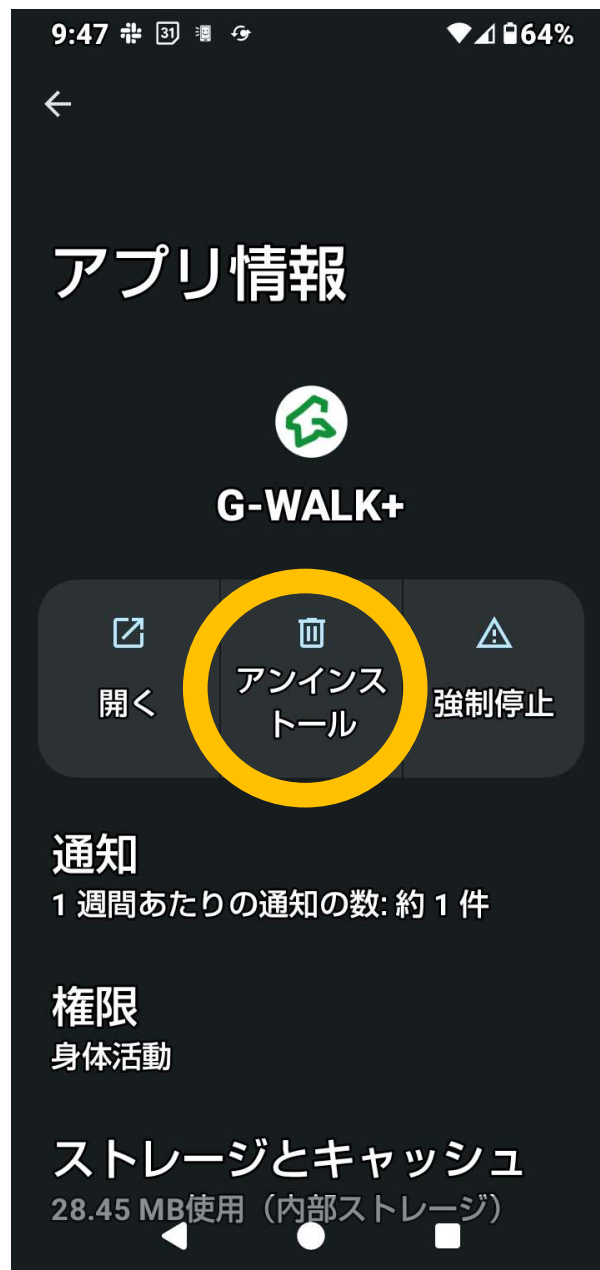 9:47 31 64%
アプリ情報
G-WALK+
開く
アンインス
トール
強制停止
通知
1 週間あたりの通知の数: 約 1 件
権限
身体活動
ストレージとキャッシュ
28.45 MB使用（内部ストレージ）